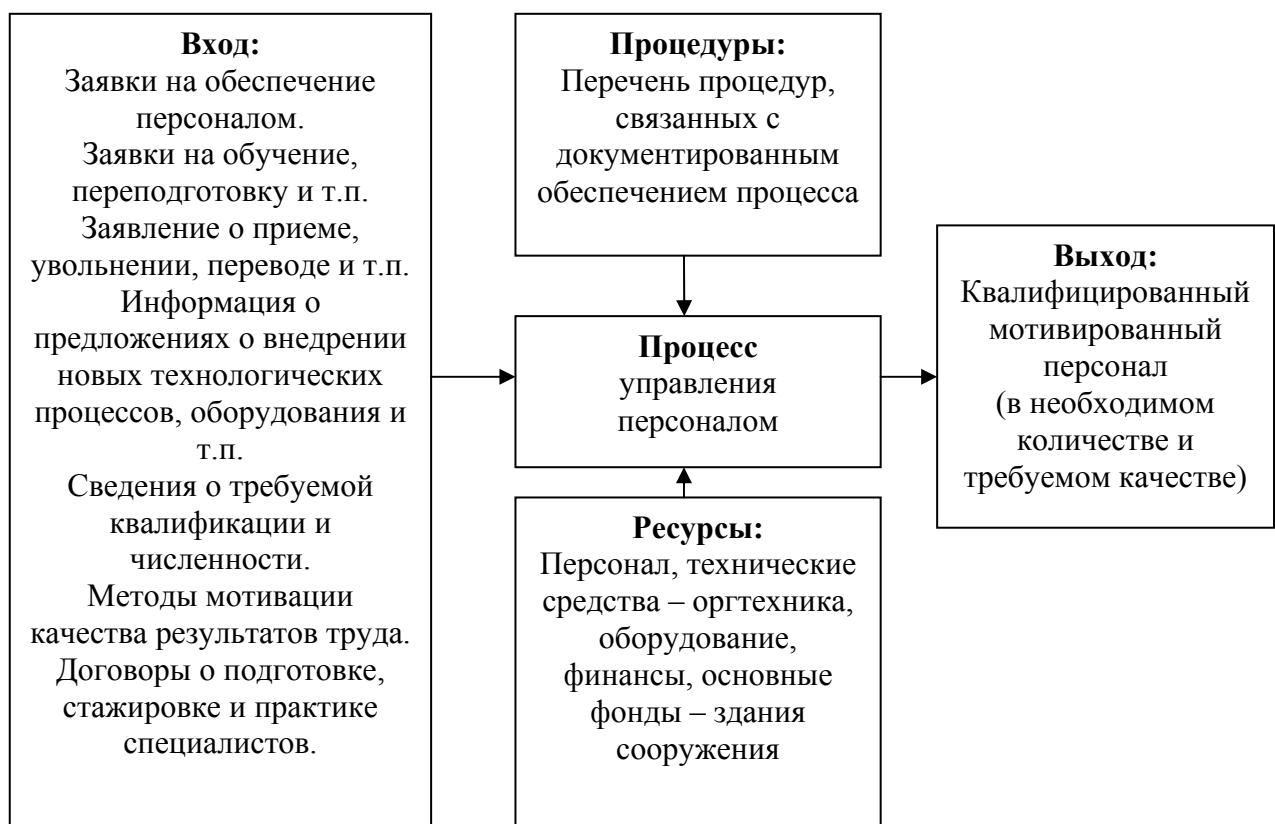 Вход:
Заявки на обеспечение
персоналом.
Заявки на обучение,
переподготовку и т.п.
Заявление о приеме,
увольнении, переводе и т.п.
Информация о
предложениях о внедрении
новых технологических
процессов, оборудования и
т.п.
Сведения о требуемой
квалификации и
численности.
Методы мотивации
качества результатов труда.
Договоры о подготовке,
стажировке и практике
специалистов.
Процедуры:
Перечень процедур,
связанных с
документированным
обеспечением процесса
Процесс
управления
персоналом
Ресурсы:
Персонал, технические
средства – оргтехника,
оборудование,
финансы, основные
фонды – здания
сооружения
Выход:
Квалифицированный
мотивированный
персонал
(в необходимом
количестве и
требуемом качестве)